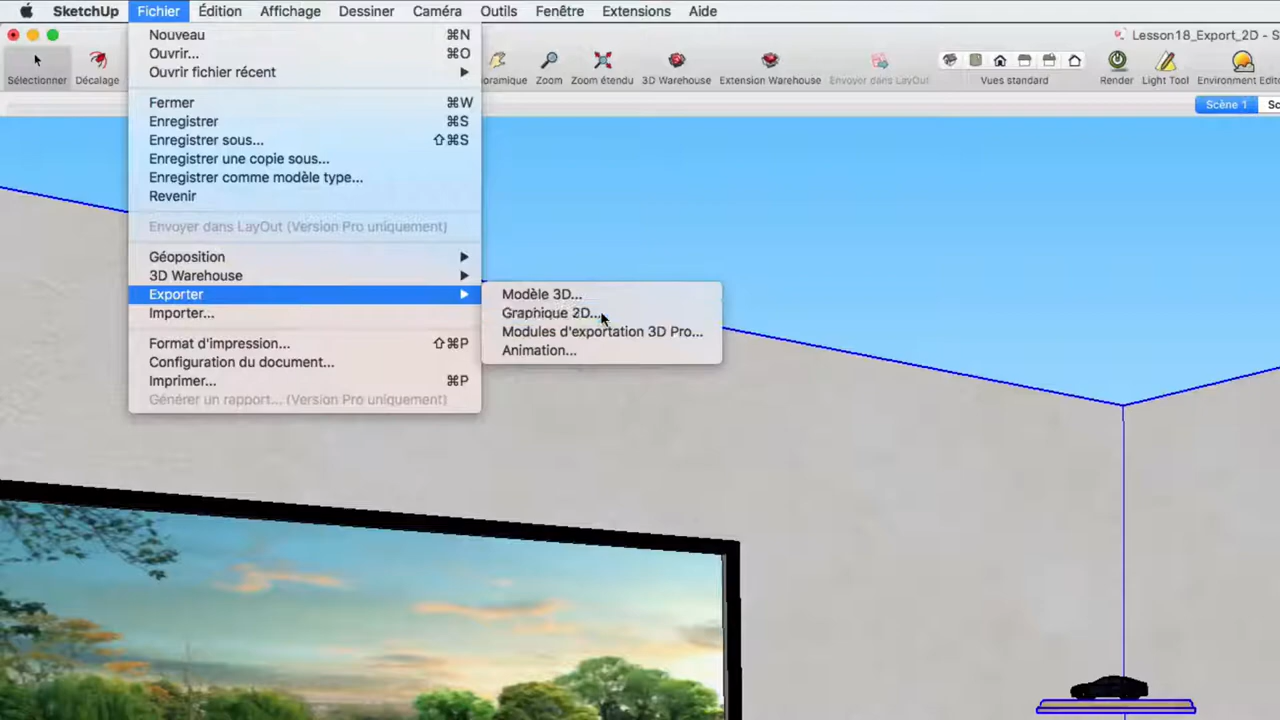 SketchUp Fichier Édition Affichage Dessiner Caméra Outils Fenêtre Extensions Aide
Lesson18_Export_2D - S
Sélectionner Décalage oramique Zoom Zoom étendu 3D Warehouse Extension Warehouse Envoyer dans LayOut Vues standard Render Light Tool Environment Edito
Scène 1 Sc
Nouveau ⌘N
Ouvrir... ⌘O
Ouvrir fichier récent
Fermer ⌘W
Enregistrer ⌘S
Enregistrer sous... ⇧⌘S
Enregistrer une copie sous...
Enregistrer comme modèle type...
Revenir
Envoyer dans LayOut (Version Pro uniquement)
Géoposition
3D Warehouse
Exporter
Importer...
Format d'impression... ⇧⌘P
Configuration du document...
Imprimer... ⌘P
Générer un rapport... (Version Pro uniquement)
Modèle 3D...
Graphique 2D...
Modules d'exportation 3D Pro...
Animation...